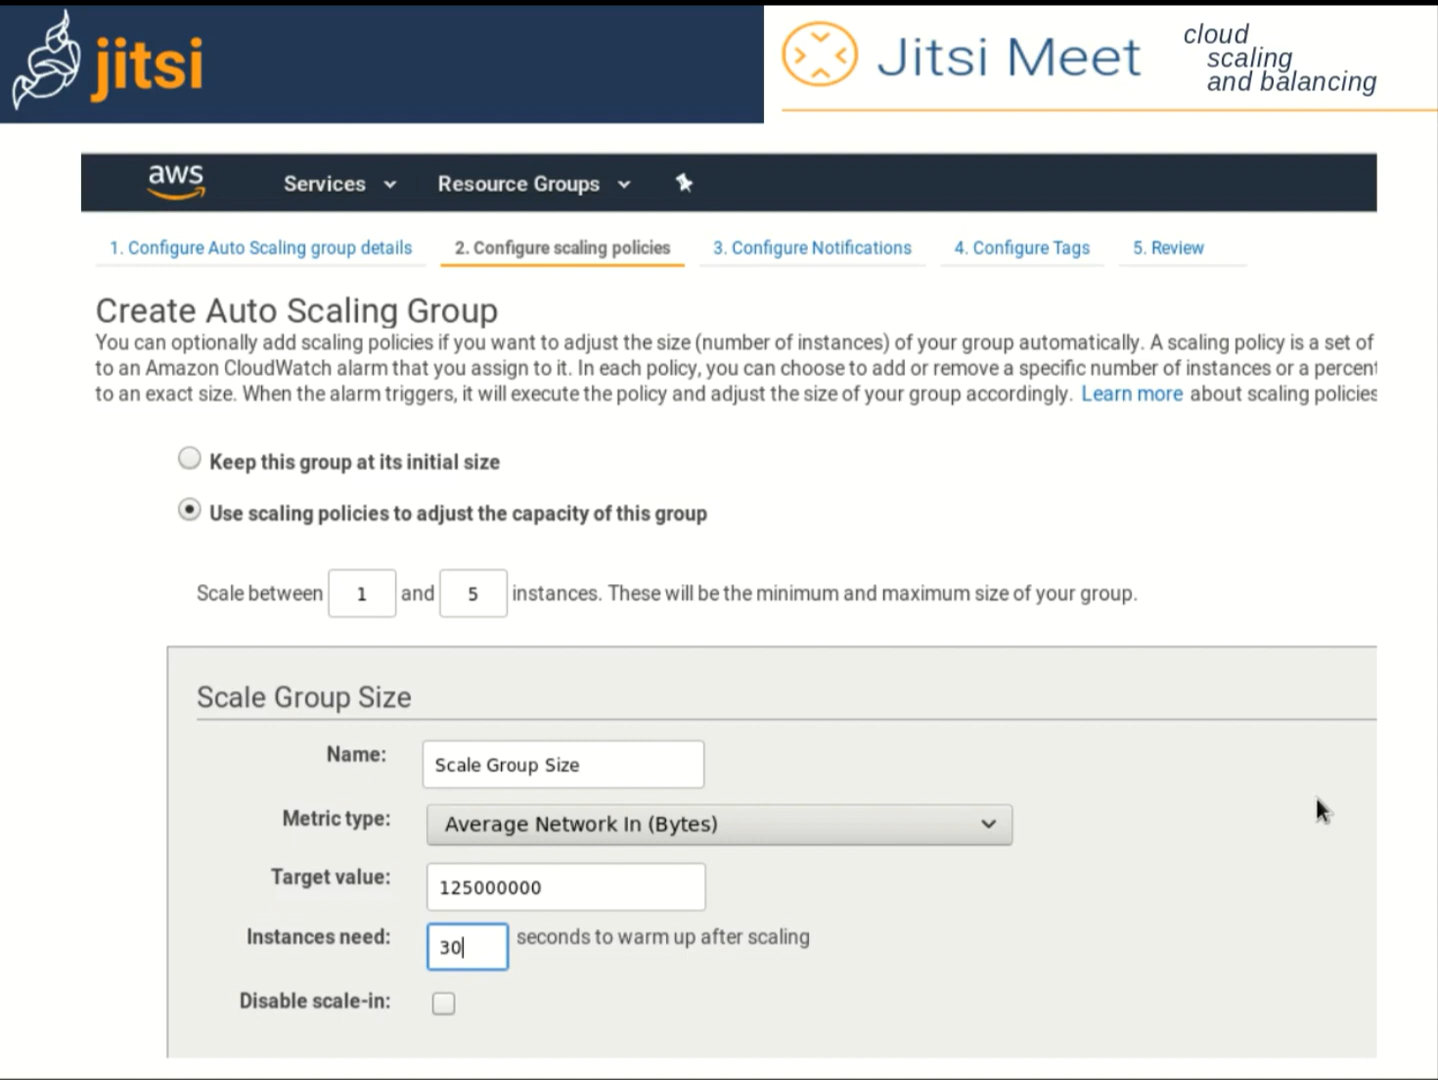 jitsi
Jitsi Meet
cloud
scaling
and balancing
aws
Services
Resource Groups
1. Configure Auto Scaling group details
2. Configure scaling policies
3. Configure Notifications
4. Configure Tags
5. Review
Create Auto Scaling Group
You can optionally add scaling policies if you want to adjust the size (number of instances) of your group automatically. A scaling policy is a set of
to an Amazon CloudWatch alarm that you assign to it. In each policy, you can choose to add or remove a specific number of instances or a percent
to an exact size. When the alarm triggers, it will execute the policy and adjust the size of your group accordingly. Learn more about scaling policies
Keep this group at its initial size
Use scaling policies to adjust the capacity of this group
Scale between 1 and 5 instances. These will be the minimum and maximum size of your group.
Scale Group Size
Name: Scale Group Size
Metric type: Average Network In (Bytes)
Target value: 125000000
Instances need: 30 seconds to warm up after scaling
Disable scale-in: